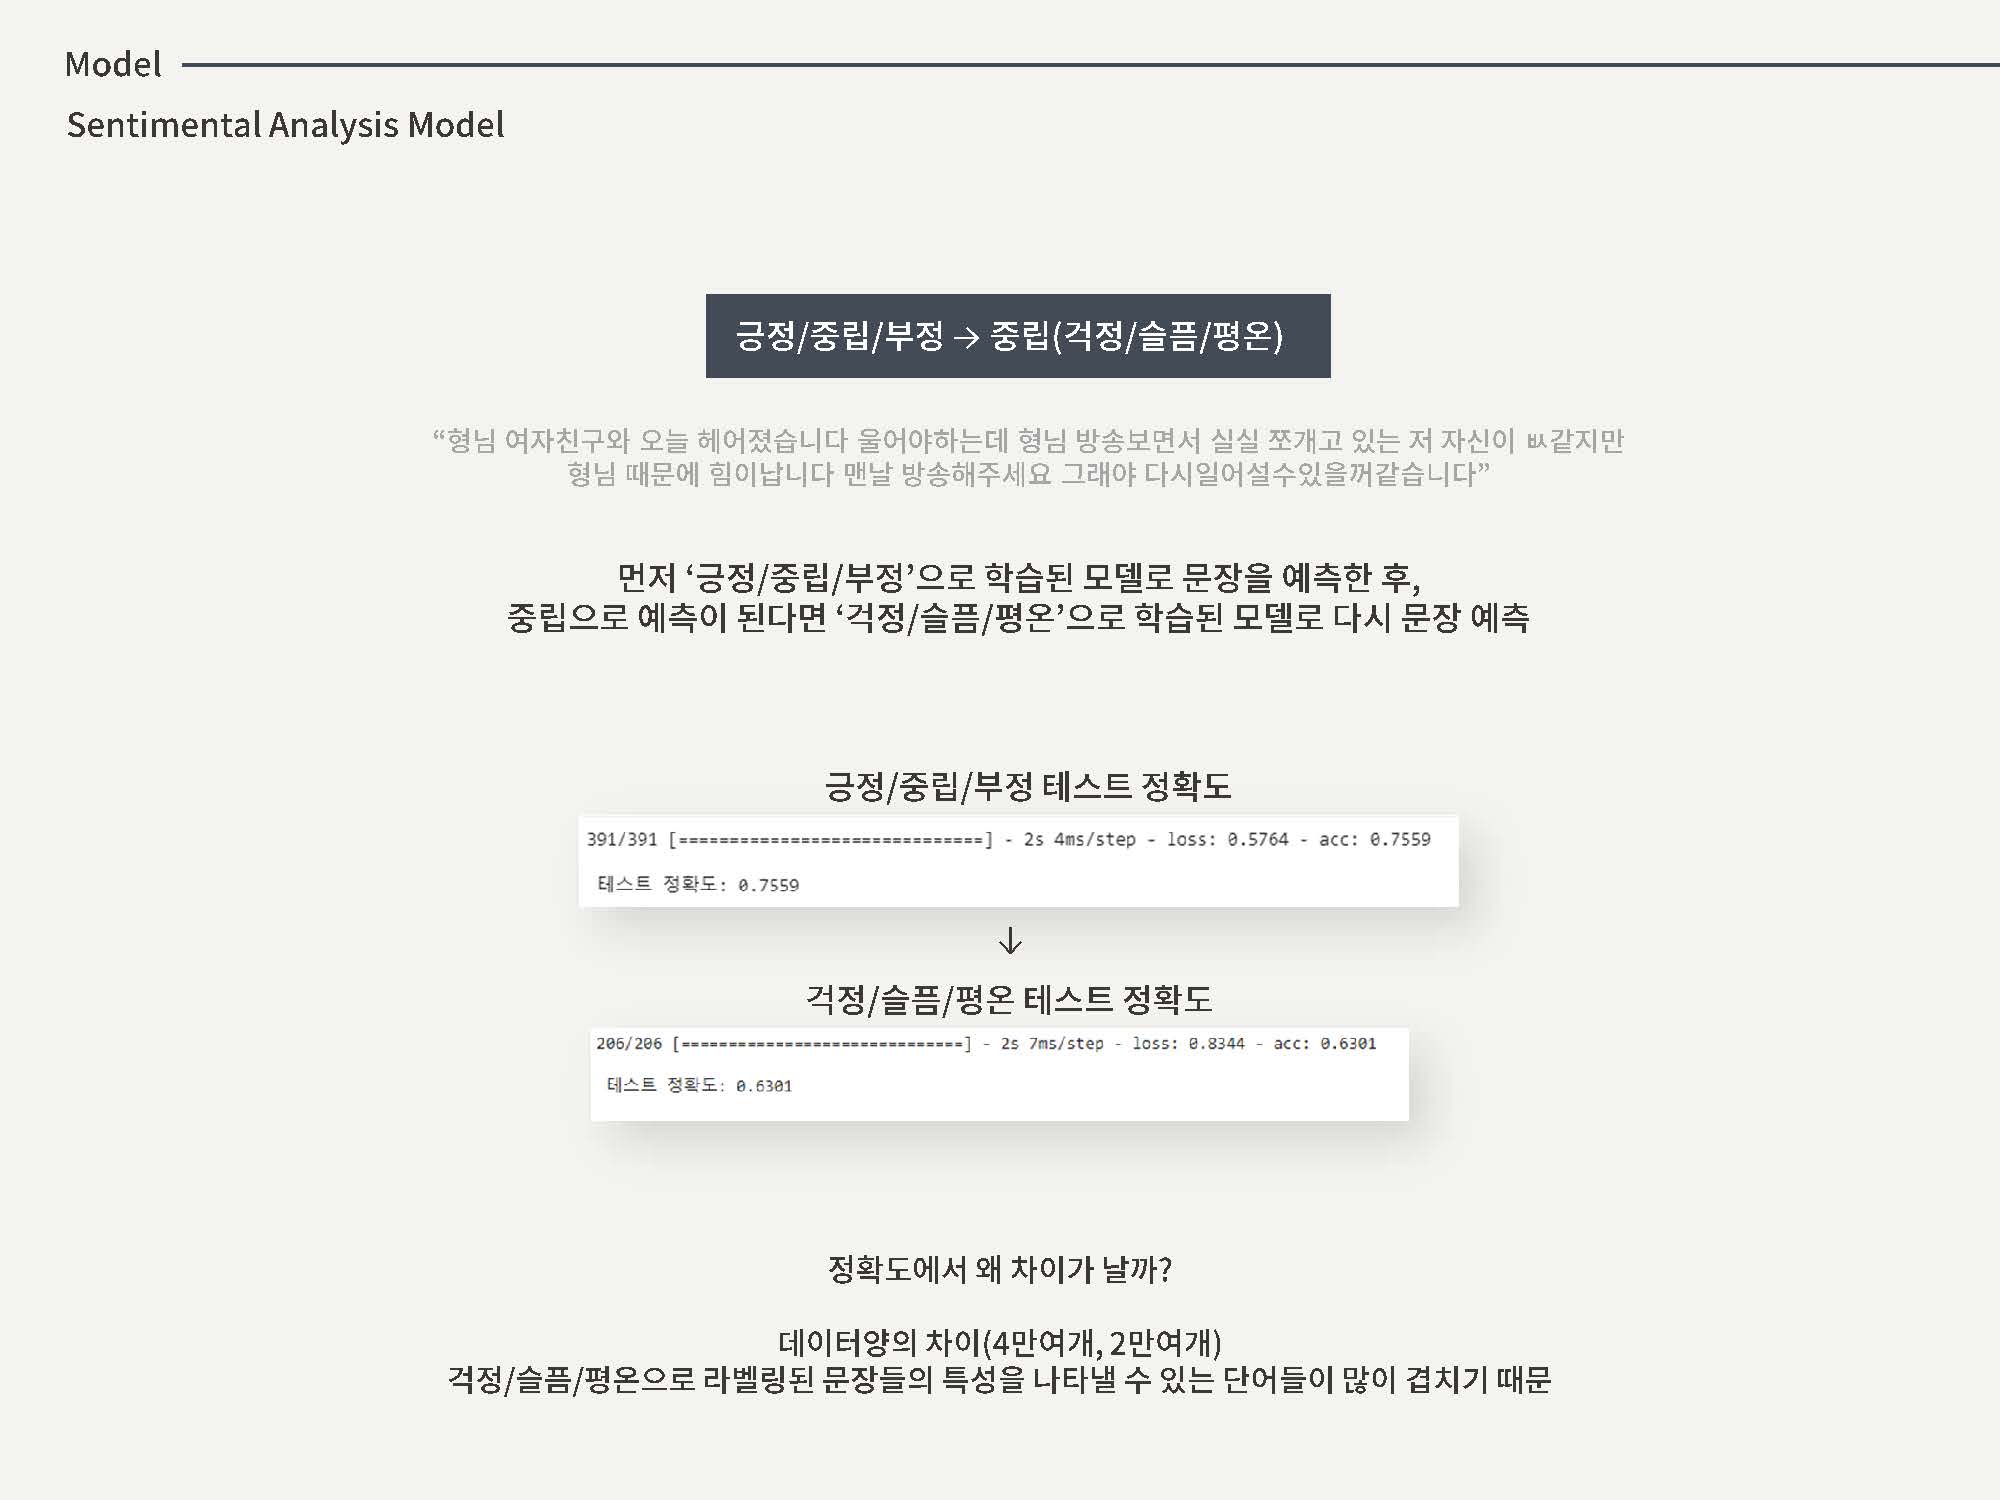 Model
Sentimental Analysis Model
긍정/중립/부정 → 중립(걱정/슬픔/평온)
“형님 여자친구와 오늘 헤어졌습니다 울어야하는데 형님 방송보면서 실실 쪼개고 있는 저 자신이 ㅄ같지만
형님 때문에 힘이납니다 맨날 방송해주세요 그래야 다시일어설수있을꺼같습니다”
먼저 ‘긍정/중립/부정’으로 학습된 모델로 문장을 예측한 후,
중립으로 예측이 된다면 ‘걱정/슬픔/평온’으로 학습된 모델로 다시 문장 예측
긍정/중립/부정 테스트 정확도
391/391 [==============================] - 2s 4ms/step - loss: 0.5764 - acc: 0.7559
테스트 정확도: 0.7559
↓
걱정/슬픔/평온 테스트 정확도
206/206 [==============================] - 2s 7ms/step - loss: 0.8344 - acc: 0.6301
테스트 정확도: 0.6301
정확도에서 왜 차이가 날까?
데이터양의 차이(4만여개, 2만여개)
걱정/슬픔/평온으로 라벨링된 문장들의 특성을 나타낼 수 있는 단어들이 많이 겹치기 때문